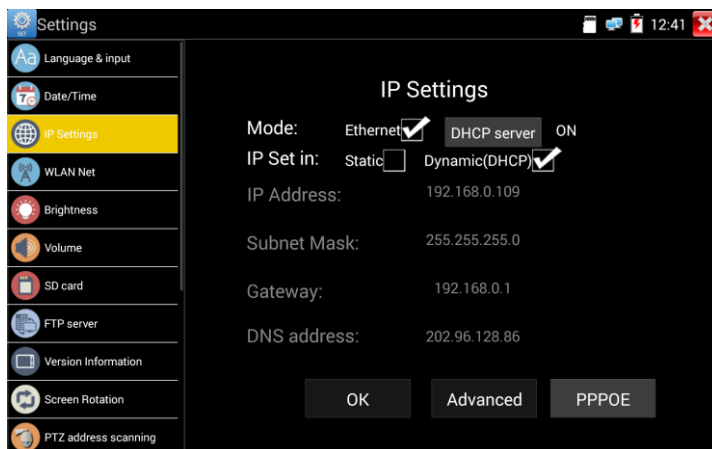 SET
Settings
12:41
Aa
Language & input
7
Date/Time
IP Settings
WLAN Net
Brightness
Volume
SD card
FTP server
Version Information
Screen Rotation
PTZ address scanning
IP Settings
Mode: Ethernet DHCP server ON
IP Set in: Static Dynamic(DHCP)
IP Address: 192.168.0.109
Subnet Mask: 255.255.255.0
Gateway: 192.168.0.1
DNS address: 202.96.128.86
OK Advanced PPPOE